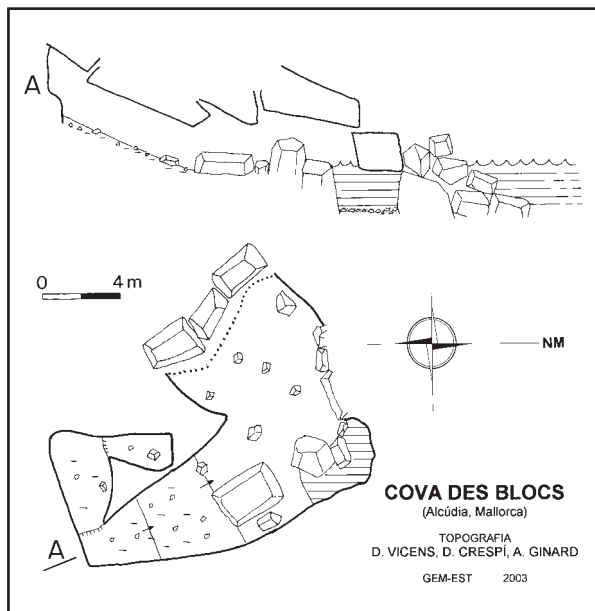 A
0 4 m
NM
A
COVA DES BLOCS
(Alcúdia, Mallorca)
TOPOGRAFIA
D. VICENS, D. CRESPÍ, A. GINARD
GEM-EST 2003